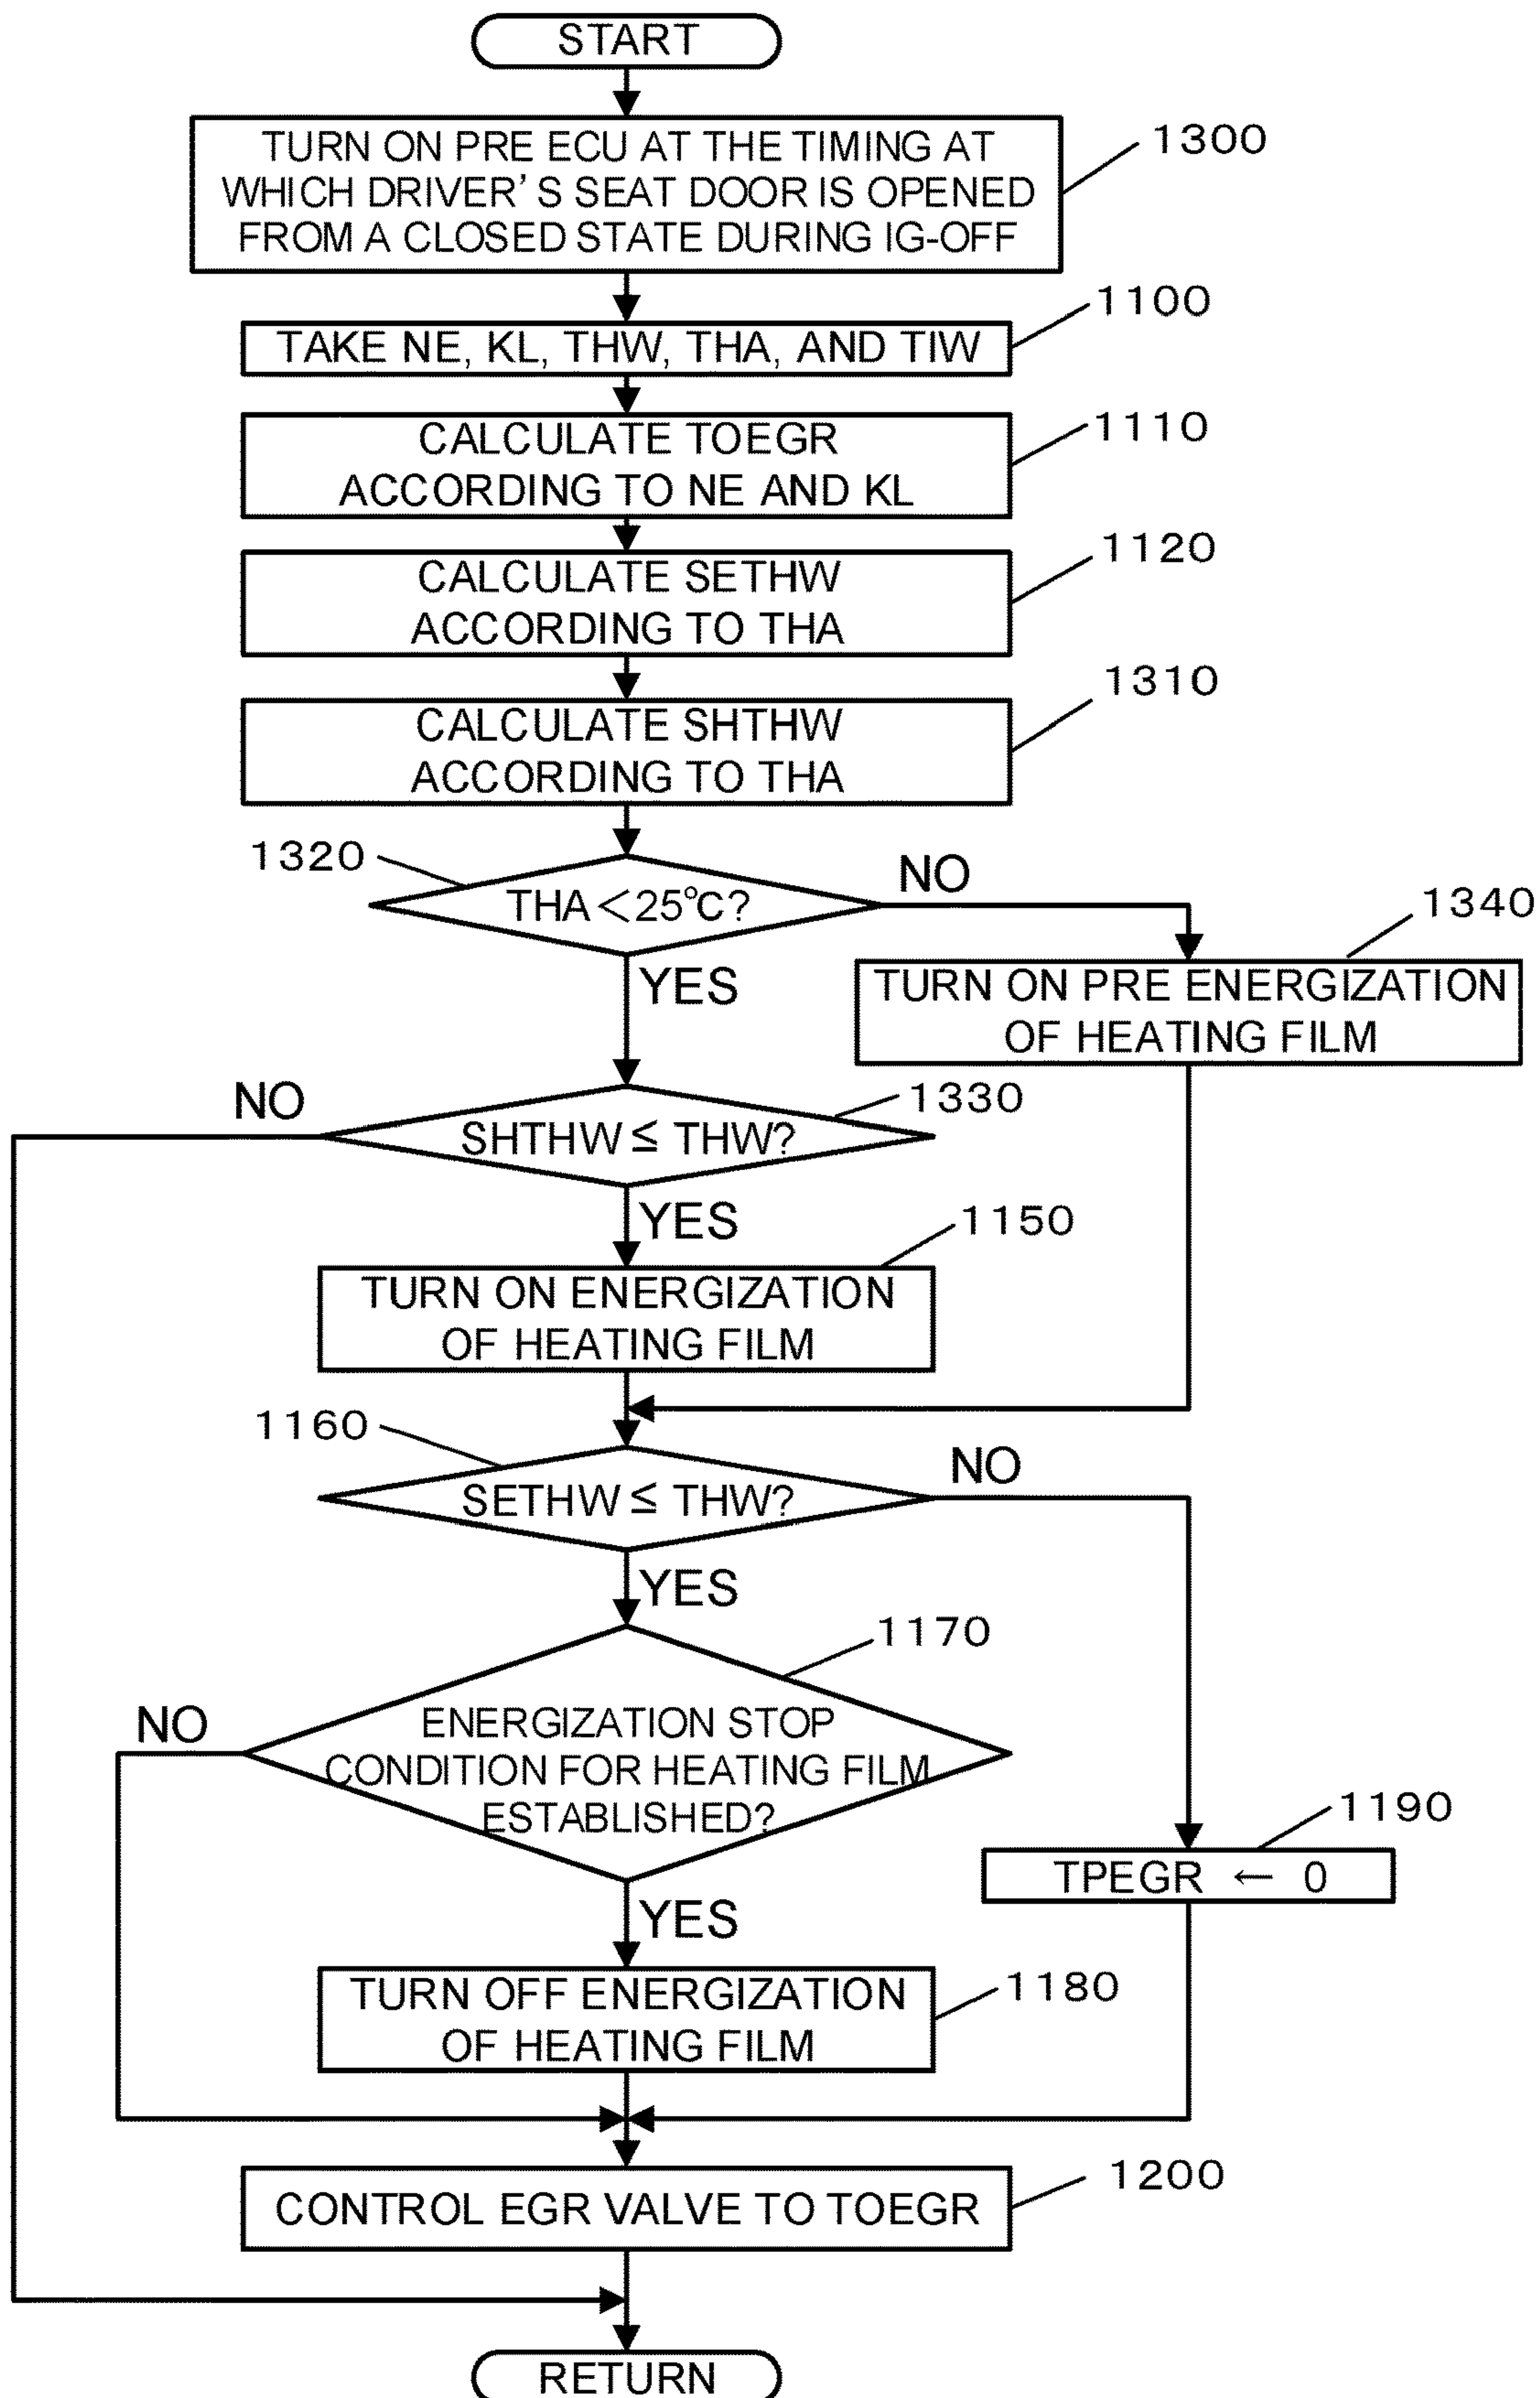 START
TURN ON PRE ECU AT THE TIMING AT
WHICH DRIVER'S SEAT DOOR IS OPENED
FROM A CLOSED STATE DURING IG-OFF
1300
TAKE NE, KL, THW, THA, AND TIW
1100
CALCULATE TOEGR
ACCORDING TO NE AND KL
1110
CALCULATE SETHW
ACCORDING TO THA
1120
CALCULATE SHTHW
ACCORDING TO THA
1310
1320
THA<25℃?
NO
YES
1340
TURN ON PRE ENERGIZATION
OF HEATING FILM
NO
SHTHW≦ THW?
1330
YES
1150
TURN ON ENERGIZATION
OF HEATING FILM
1160
SETHW≦ THW?
NO
YES
1170
NO
ENERGIZATION STOP
CONDITION FOR HEATING FILM
ESTABLISHED?
1190
TPEGR ← 0
YES
TURN OFF ENERGIZATION
OF HEATING FILM
1180
CONTROL EGR VALVE TO TOEGR
1200
RETURN